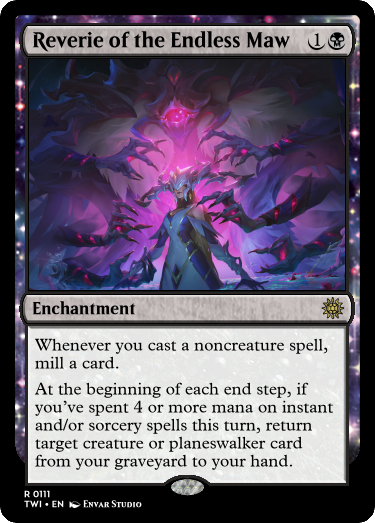 Reverie of the Endless Maw 1
Enchantment
Whenever you cast a noncreature spell,
mill a card.
At the beginning of each end step, if
you've spent 4 or more mana on instant
and/or sorcery spells this turn, return
target creature or planeswalker card
from your graveyard to your hand.
R 0111
TWI • EN ENVAR STUDIO